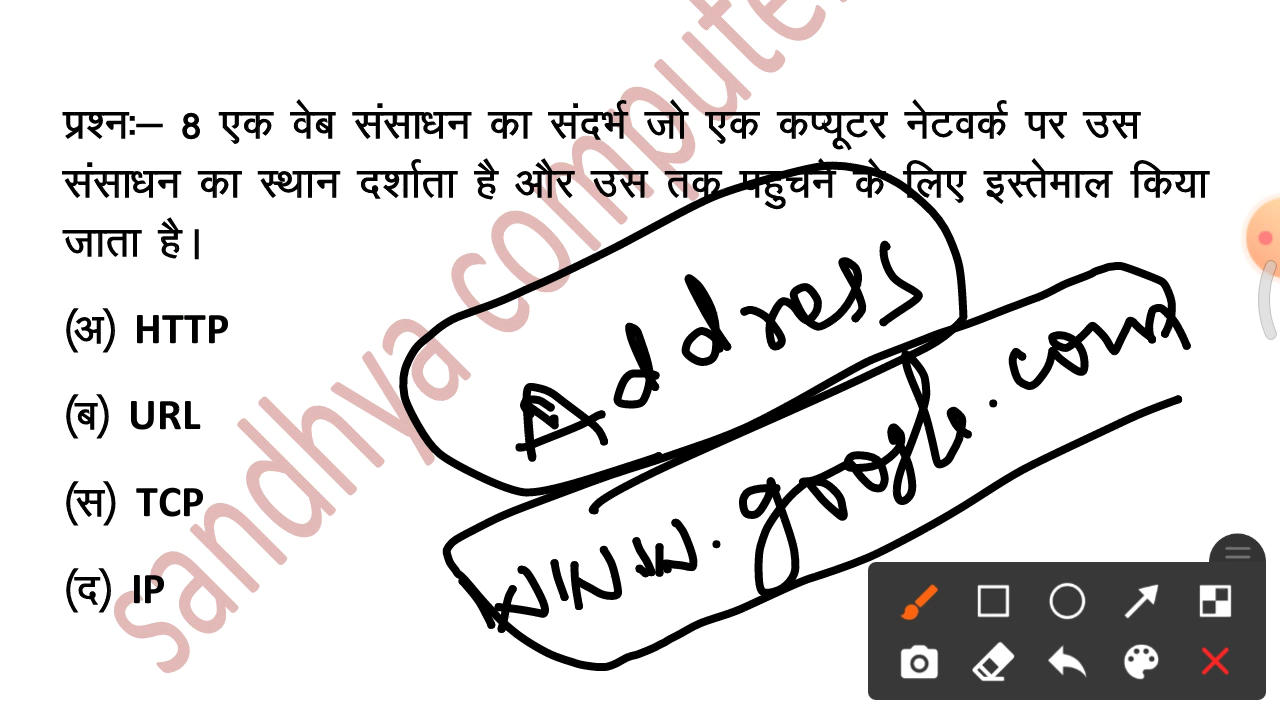 प्रश्नः– 8 एक वेब संसाधन का संदर्भ जो एक कप्यूटर नेटवर्क पर उस
संसाधन का स्थान दर्शाता है और उस तक पहुचने के लिए इस्तेमाल किया
जाता है।
(अ) HTTP
(ब) URL
(स) TCP
(द) IP
Address
www.google.com
sandhya computer